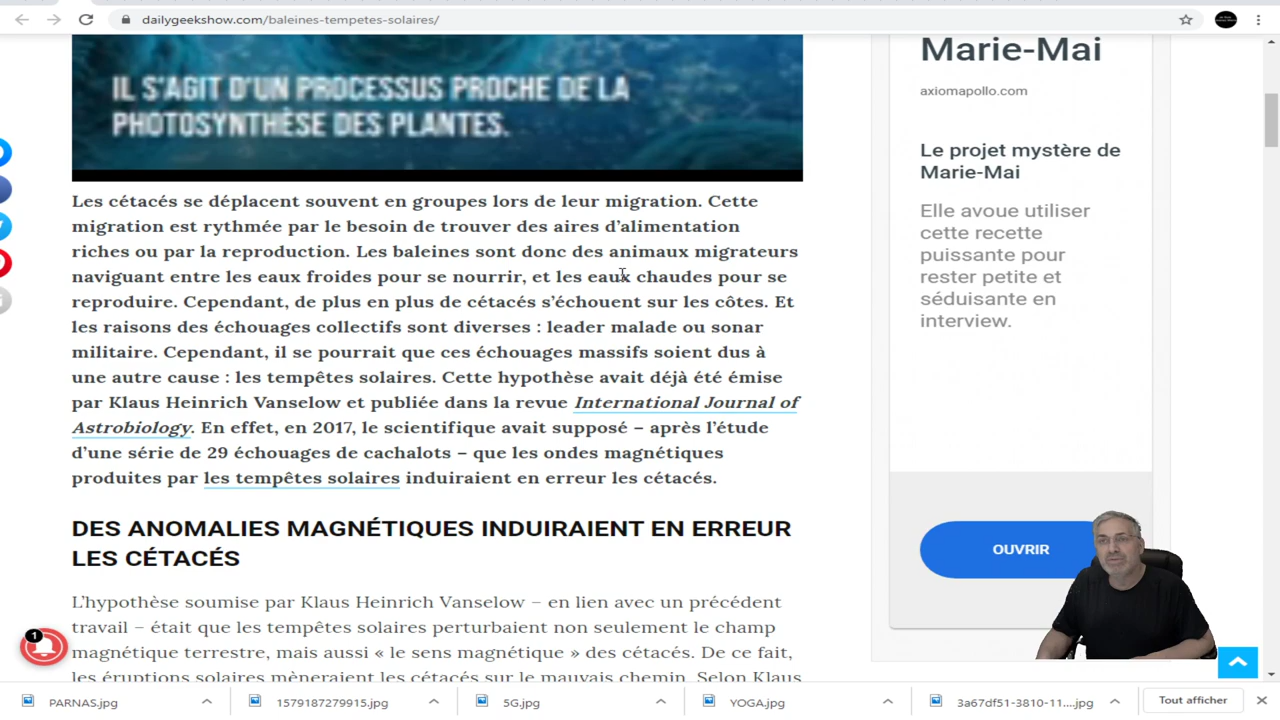 dailygeekshow.com/baleines-tempetes-solaires/
IL S'AGIT D'UN PROCESSUS PROCHE DE LA
PHOTOSYNTHÈSE DES PLANTES.
Les cétacés se déplacent souvent en groupes lors de leur migration. Cette
migration est rythmée par le besoin de trouver des aires d’alimentation
riches ou par la reproduction. Les baleines sont donc des animaux migrateurs
naviguant entre les eaux froides pour se nourrir, et les eaux chaudes pour se
reproduire. Cependant, de plus en plus de cétacés s’échouent sur les côtes. Et
les raisons des échouages collectifs sont diverses : leader malade ou sonar
militaire. Cependant, il se pourrait que ces échouages massifs soient dus à
une autre cause : les tempêtes solaires. Cette hypothèse avait déjà été émise
par Klaus Heinrich Vanselow et publiée dans la revue International Journal of
Astrobiology. En effet, en 2017, le scientifique avait supposé – après l’étude
d’une série de 29 échouages de cachalots – que les ondes magnétiques
produites par les tempêtes solaires induiraient en erreur les cétacés.
DES ANOMALIES MAGNÉTIQUES INDUIRAIENT EN ERREUR
LES CÉTACÉS
L’hypothèse soumise par Klaus Heinrich Vanselow – en lien avec un précédent
travail – était que les tempêtes solaires perturbaient non seulement le champ
magnétique terrestre, mais aussi « le sens magnétique » des cétacés. De ce fait,
les éruptions solaires mèneraient les cétacés sur le mauvais chemin. Selon Klaus
Marie-Mai
axiomapollo.com
Le projet mystère de
Marie-Mai
Elle avoue utiliser
cette recette
puissante pour
rester petite et
séduisante en
interview.
OUVRIR
1
PARNAS.jpg
1579187279915.jpg
5G.jpg
YOGA.jpg
3a67df51-3810-11....jpg
Tout afficher